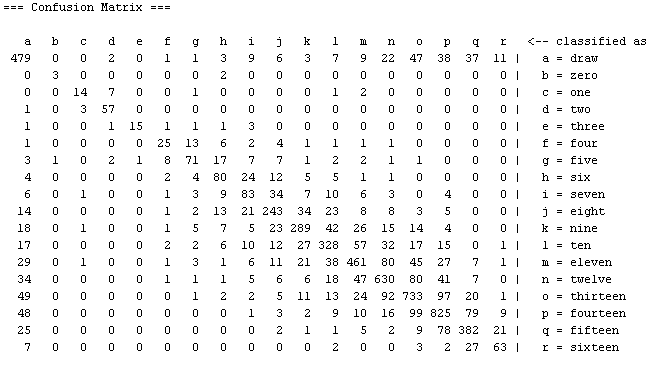 === Confusion Matrix ===
a b c d e f g h i j k l m n o p q r <-- classified as
479 0 0 2 0 1 1 3 9 6 3 7 9 22 47 38 37 11 | a = draw
0 3 0 0 0 0 0 2 0 0 0 0 0 0 0 0 0 0 | b = zero
0 0 14 7 0 0 1 0 0 0 0 1 2 0 0 0 0 0 | c = one
1 0 3 57 0 0 0 0 0 0 0 0 0 0 0 0 0 0 | d = two
1 0 0 1 15 1 1 1 3 0 0 0 0 0 0 0 0 0 | e = three
1 0 0 0 0 25 13 6 2 4 1 1 1 1 0 0 0 0 | f = four
3 1 0 2 1 8 71 17 7 7 1 2 2 1 1 0 0 0 | g = five
4 0 0 0 0 2 4 80 24 12 5 5 1 1 0 0 0 0 | h = six
6 0 1 0 0 1 3 9 83 34 7 10 6 3 0 4 0 0 | i = seven
14 0 0 0 0 1 2 13 21 243 34 23 8 8 3 5 0 0 | j = eight
18 0 1 0 0 1 5 7 5 23 289 42 26 15 14 4 0 0 | k = nine
17 0 0 0 0 2 2 6 10 12 27 328 57 32 17 15 0 1 | l = ten
29 0 1 0 0 1 3 1 6 11 21 38 461 80 45 27 7 1 | m = eleven
34 0 0 0 0 1 1 1 5 6 6 18 47 630 80 41 7 0 | n = twelve
49 0 0 0 0 0 1 2 2 5 11 13 24 92 733 97 20 1 | o = thirteen
48 0 0 0 0 0 0 0 1 3 2 9 10 16 99 825 79 9 | p = fourteen
25 0 0 0 0 0 0 0 0 2 1 1 5 2 9 78 382 21 | q = fifteen
7 0 0 0 0 0 0 0 0 0 0 2 0 0 3 2 27 63 | r = sixteen